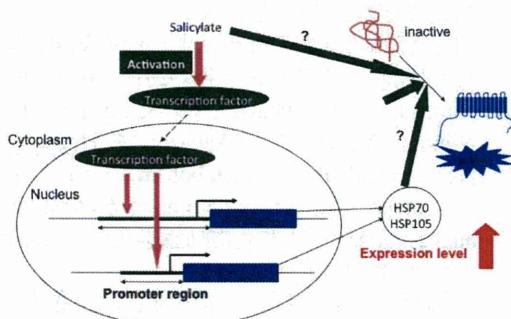 Salicylate
?
inactive
Activation
Transcription factor
Cytoplasm
Transcription factor
?
Nucleus
HSP70
HSP105
Expression level
Promoter region